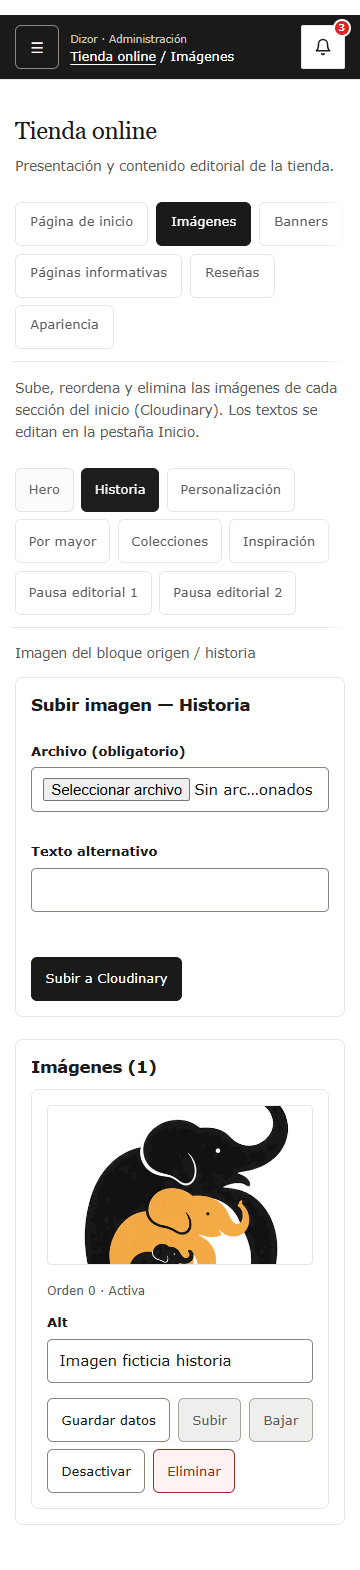 ☰
Dizor · Administración
Tienda online / Imágenes
3
Tienda online
Presentación y contenido editorial de la tienda.
Página de inicio
Imágenes
Banners
Páginas informativas
Reseñas
Apariencia
Sube, reordena y elimina las imágenes de cada
sección del inicio (Cloudinary). Los textos se
editan en la pestaña Inicio.
Hero
Historia
Personalización
Por mayor
Colecciones
Inspiración
Pausa editorial 1
Pausa editorial 2
Imagen del bloque origen / historia
Subir imagen — Historia
Archivo (obligatorio)
Seleccionar archivo Sin arc...onados
Texto alternativo
Subir a Cloudinary
Imágenes (1)
Orden 0 · Activa
Alt
Imagen ficticia historia
Guardar datos
Subir
Bajar
Desactivar
Eliminar